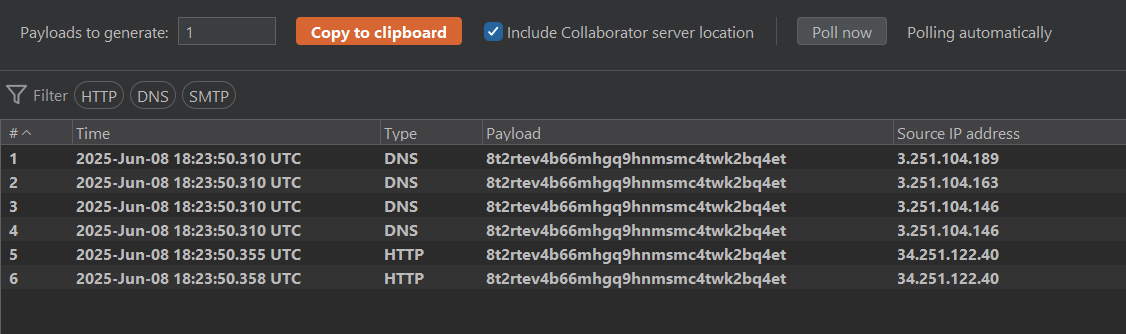 Payloads to generate: 1 Copy to clipboard Include Collaborator server location Poll now Polling automatically
Filter HTTP DNS SMTP
# Time Type Payload Source IP address
1 2025-Jun-08 18:23:50.310 UTC DNS 8t2rtev4b66mhgq9hnmsmc4twk2bq4et 3.251.104.189
2 2025-Jun-08 18:23:50.310 UTC DNS 8t2rtev4b66mhgq9hnmsmc4twk2bq4et 3.251.104.163
3 2025-Jun-08 18:23:50.310 UTC DNS 8t2rtev4b66mhgq9hnmsmc4twk2bq4et 3.251.104.146
4 2025-Jun-08 18:23:50.310 UTC DNS 8t2rtev4b66mhgq9hnmsmc4twk2bq4et 3.251.104.146
5 2025-Jun-08 18:23:50.355 UTC HTTP 8t2rtev4b66mhgq9hnmsmc4twk2bq4et 34.251.122.40
6 2025-Jun-08 18:23:50.358 UTC HTTP 8t2rtev4b66mhgq9hnmsmc4twk2bq4et 34.251.122.40